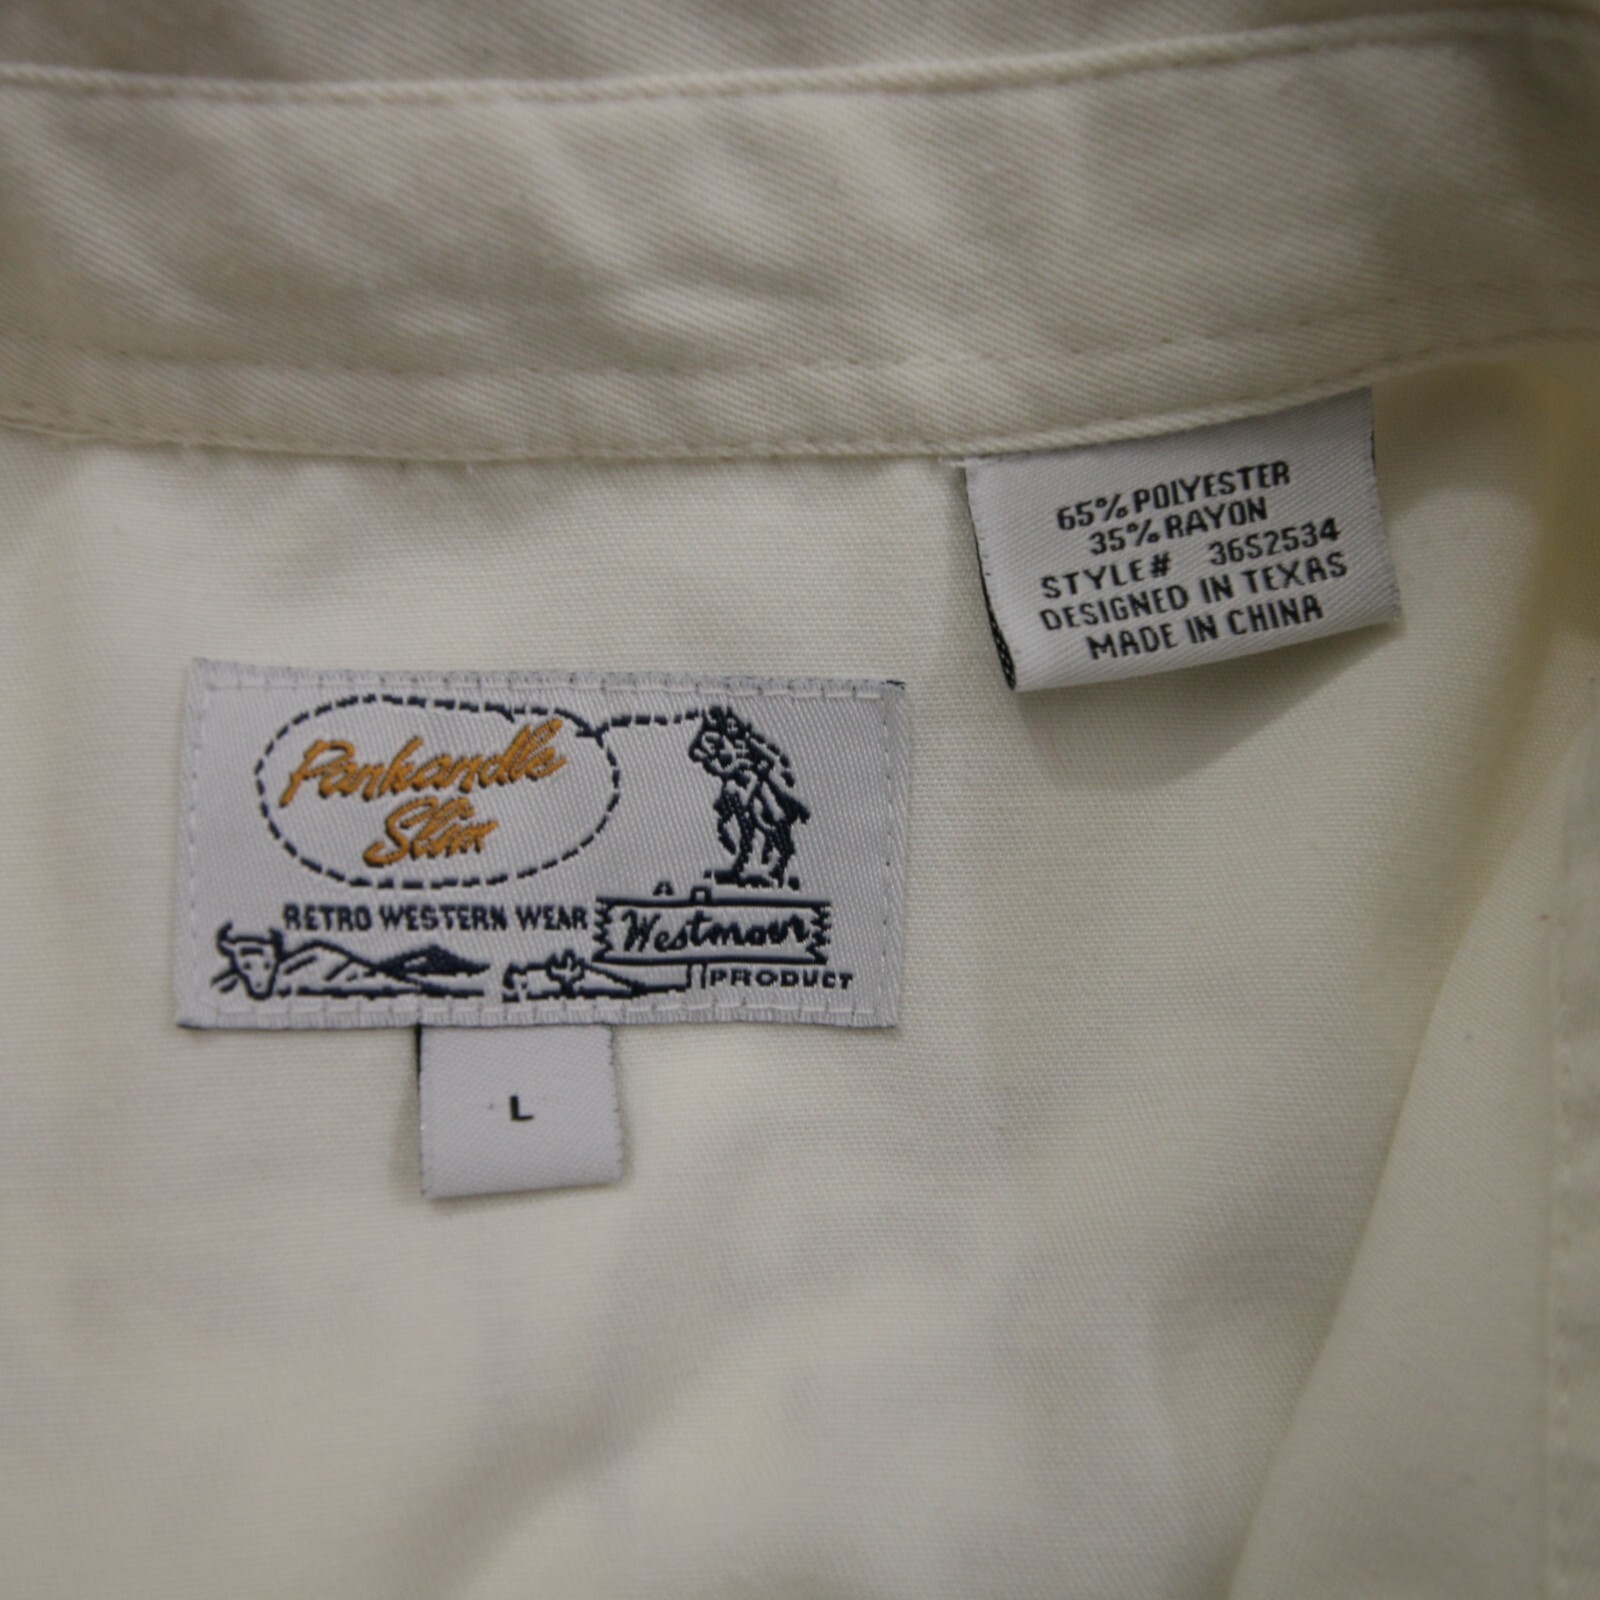 65% POLYESTER
35% RAYON
STYLE# 36S2534
DESIGNED IN TEXAS
MADE IN CHINA
Panhandle
Slim
RETRO WESTERN WEAR
Westmoor
PRODUCT
L